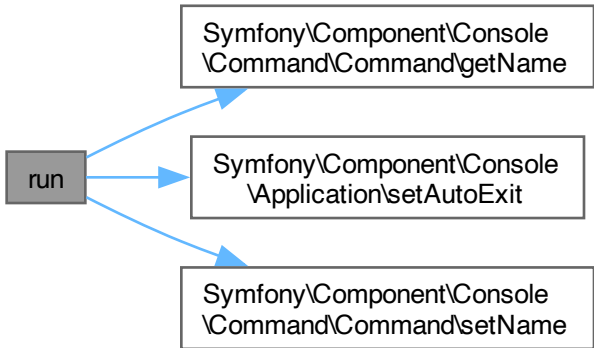 Symfony\Component\Console
\Command\Command\getName
run
Symfony\Component\Console
\Application\setAutoExit
Symfony\Component\Console
\Command\Command\setName